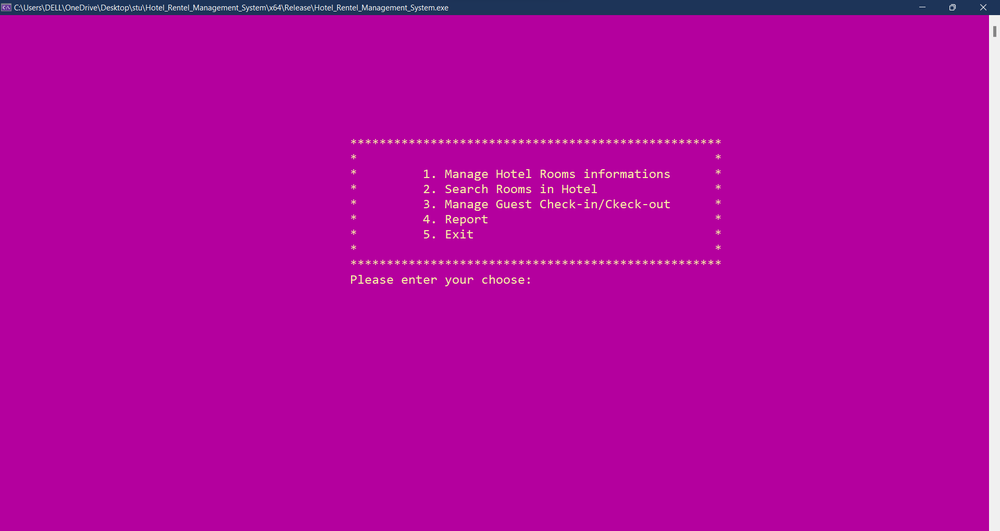 C:\Users\DELL\OneDrive\Desktop\stu\Hotel_Rentel_Management_System\x64\Release\Hotel_Rentel_Management_System.exe
***************************************************
*                                                 *
*         1. Manage Hotel Rooms informations      *
*         2. Search Rooms in Hotel                *
*         3. Manage Guest Check-in/Ckeck-out      *
*         4. Report                               *
*         5. Exit                                 *
*                                                 *
***************************************************
Please enter your choose: